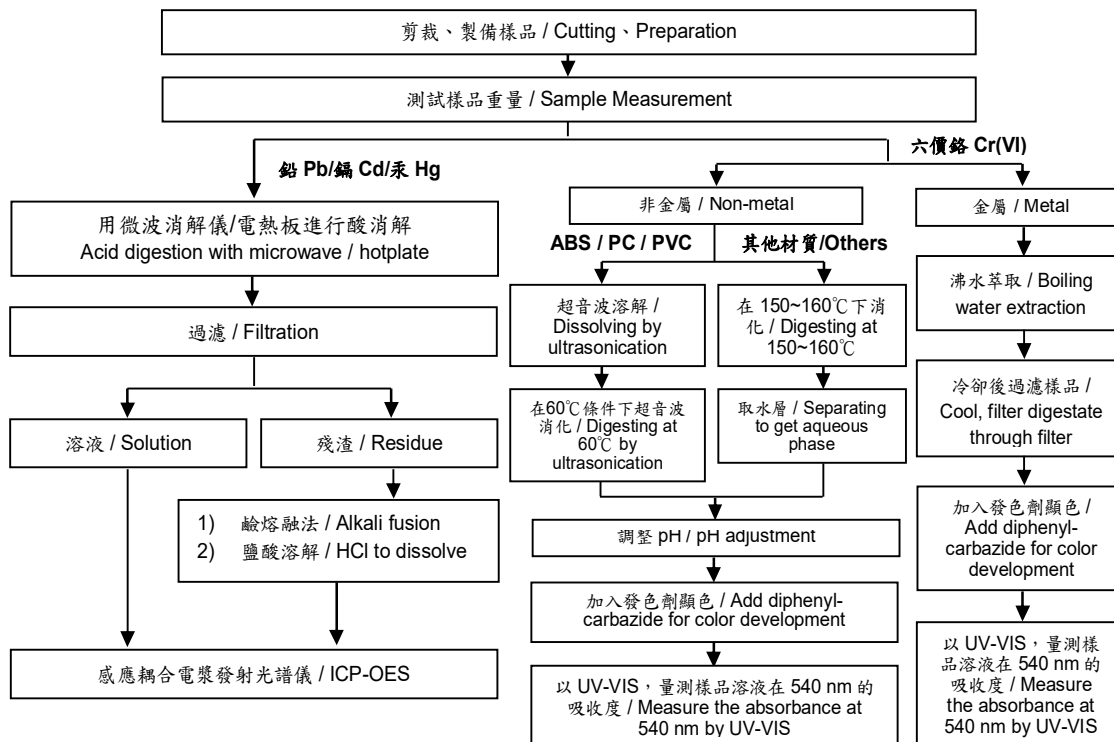 剪裁、製備樣品 / Cutting、Preparation
測試樣品重量 / Sample Measurement
鉛 Pb/鎘 Cd/汞 Hg
六價鉻 Cr(VI)
用微波消解儀/電熱板進行酸消解
Acid digestion with microwave / hotplate
過濾 / Filtration
溶液 / Solution
殘渣 / Residue
1) 鹼熔融法 / Alkali fusion
2) 鹽酸溶解 / HCl to dissolve
感應耦合電漿發射光譜儀 / ICP-OES
非金屬 / Non-metal
ABS / PC / PVC
其他材質/Others
超音波溶解 /
Dissolving by
ultrasonication
在60℃條件下超音波
消化 / Digesting at
60℃ by
ultrasonication
在 150~160℃下消
化 / Digesting at
150~160℃
取水層 / Separating
to get aqueous
phase
調整 pH / pH adjustment
加入發色劑顯色 / Add diphenyl-
carbazide for color development
以 UV-VIS，量測樣品溶液在 540 nm 的
吸收度 / Measure the absorbance at
540 nm by UV-VIS
金屬 / Metal
沸水萃取 / Boiling
water extraction
冷卻後過濾樣品 /
Cool, filter digestate
through filter
加入發色劑顯色 /
Add diphenyl-
carbazide for color
development
以 UV-VIS，量測樣
品溶液在 540 nm 的
吸收度 / Measure
the absorbance at
540 nm by UV-VIS